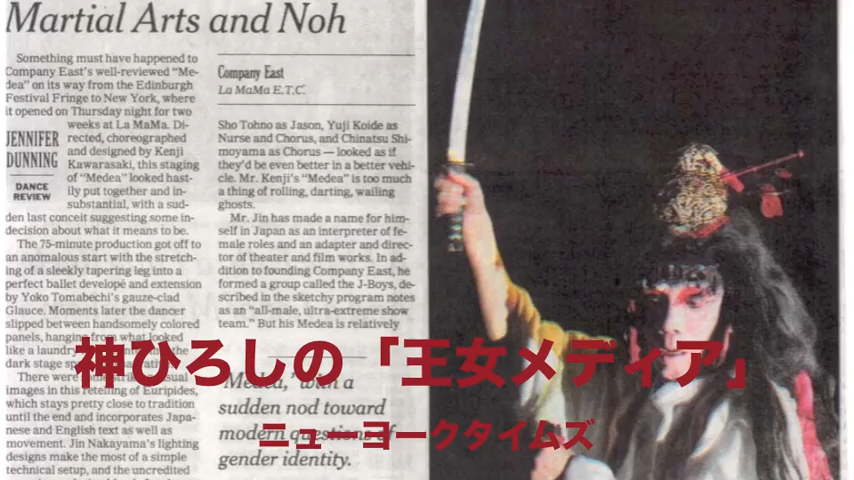 Martial Arts and Noh
Something must have happened to
Company East's well-reviewed "Me-
dea" on its way from the Edinburgh
Festival Fringe to New York, where
it opened on Thursday night for two
weeks at La MaMa. Di-
rected, choreographed
and designed by Kenji
Kawarasaki, this staging
of "Medea" looked hast-
ily put together and in-
substantial, with a sud-
den last conceit suggesting some in-
decision about what it means to be.
JENNIFER
DUNNING
DANCE
REVIEW
The 75-minute production got off to
an anomalous start with the stretch-
ing of a sleekly tapering leg into a
perfect ballet developé and extension
by Yoko Tomabechi's gauze-clad
Glauce. Moments later the dancer
slipped between handsomely colored
panels, hanging from what looked
like a laundry
dark stage
There were
images in this retelling of Euripides,
which stays pretty close to tradition
until the end and incorporates Japa-
nese and English text as well as
movement. Jin Nakayama's lighting
designs make the most of a simple
technical setup, and the uncredited
Company East
La MaMa E.T.C.
Sho Tohno as Jason, Yuji Koide as
Nurse and Chorus, and Chinatsu Shi-
moyama as Chorus — looked as if
they'd be even better in a better vehi-
cle. Mr. Kenji's "Medea" is too much
a thing of rolling, darting, wailing
ghosts.
Mr. Jin has made a name for him-
self in Japan as an interpreter of fe-
male roles and an adapter and direc-
tor of theater and film works. In ad-
dition to founding Company East, he
formed a group called the J-Boys, de-
scribed in the sketchy program notes
as an "all-male, ultra-extreme show
team." But his Medea is relatively
'Medea,' with a
sudden nod toward
modern questions of
gender identity.
神ひろしの「王女メディア」
ニューヨークタイムズ